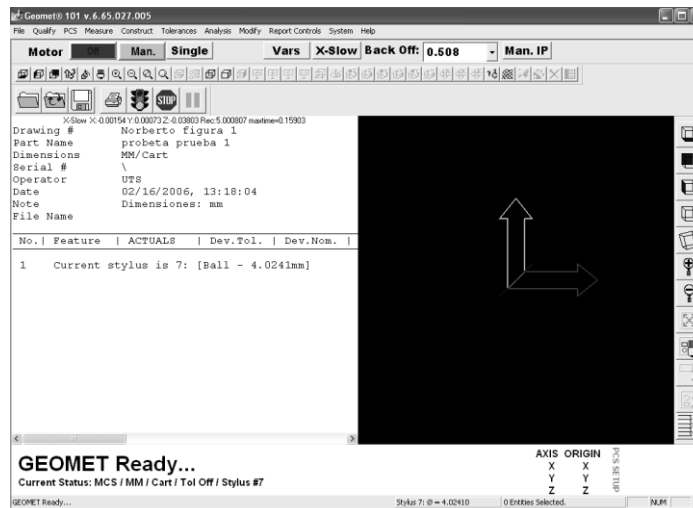 Geomet® 101 v.6.65.027.005
File Qualify PCS Measure Construct Tolerances Analysis Modify Report Controls System Help
Motor Off Man. Single Vars X-Slow Back Off: 0.508 Man. IP
STOP
X-Slow X:-0.00154 Y:0.00073 Z:-0.03803 Rec:5.000807 maxtime=0.15903
Drawing # Norberto figura 1
Part Name probeta prueba 1
Dimensions MM/Cart
Serial # \
Operator UTS
Date 02/16/2006, 13:18:04
Note Dimensiones: mm
File Name
No.| Feature | ACTUALS | Dev.Tol. | Dev.Nom. |
1 Current stylus is 7: [Ball - 4.0241mm]
GEOMET Ready...
Current Status: MCS / MM / Cart / Tol Off / Stylus #7
AXIS ORIGIN
X X
Y Y
Z Z
PCS SETUP
GEOMET Ready... Stylus 7: Ø = 4.02410 0 Entities Selected. NUM